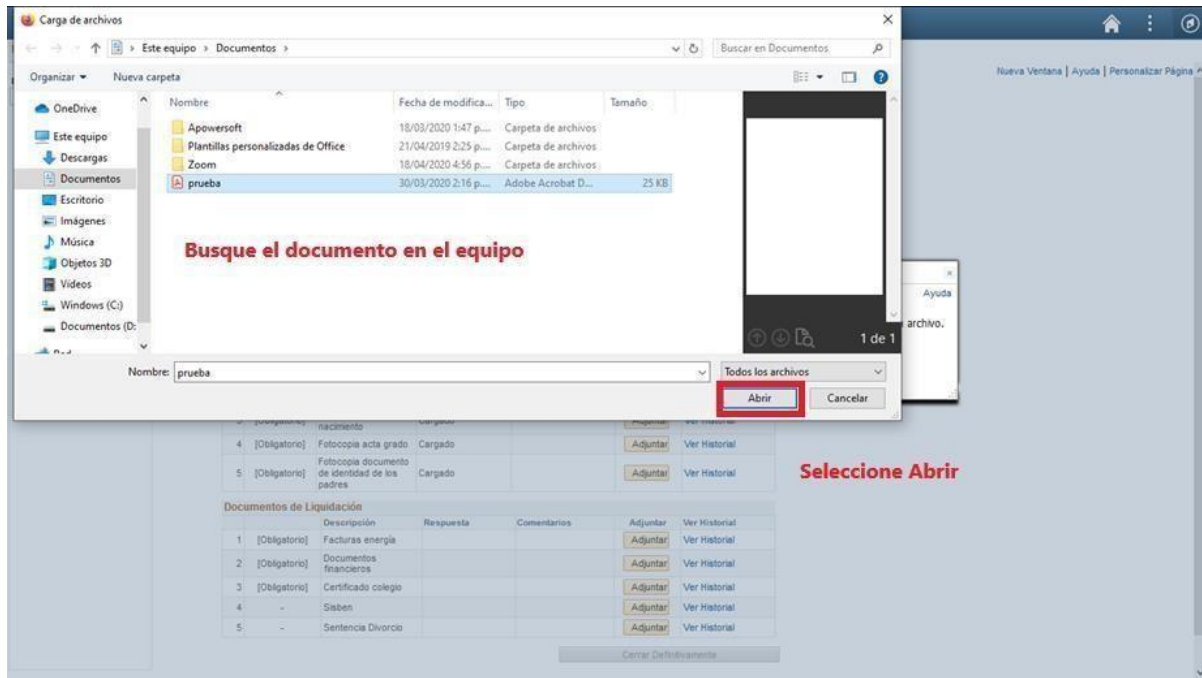 Carga de archivos
Este equipo > Documentos >
Buscar en Documentos
Organizar
Nueva carpeta
Nueva Ventana | Ayuda | Personalizar Página
OneDrive
Este equipo
Descargas
Documentos
Escritorio
Imágenes
Música
Objetos 3D
Vídeos
Windows (C:)
Documentos (D:
Nombre Fecha de modifica... Tipo Tamaño
Apowersoft 18/03/2020 1:47 p.... Carpeta de archivos
Plantillas personalizadas de Office 21/04/2019 2:25 p.... Carpeta de archivos
Zoom 18/04/2020 4:56 p.... Carpeta de archivos
prueba 30/03/2020 2:16 p.... Adobe Acrobat D... 25 KB
Busque el documento en el equipo
1 de 1
Ayuda
archivo.
Nombre: prueba
Todos los archivos
Abrir
Cancelar
nacimiento
4 [Obligatorio] Fotocopia acta grado Cargado Adjuntar Ver Historial
5 [Obligatorio] Fotocopia documento de identidad de los padres Cargado Adjuntar Ver Historial
Seleccione Abrir
Documentos de Liquidación
Descripción Respuesta Comentarios Adjuntar Ver Historial
1 [Obligatorio] Facturas energía Adjuntar Ver Historial
2 [Obligatorio] Documentos financieros Adjuntar Ver Historial
3 [Obligatorio] Certificado colegio Adjuntar Ver Historial
4 - Sisben Adjuntar Ver Historial
5 - Sentencia Divorcio Adjuntar Ver Historial
Cerrar Definitivamente